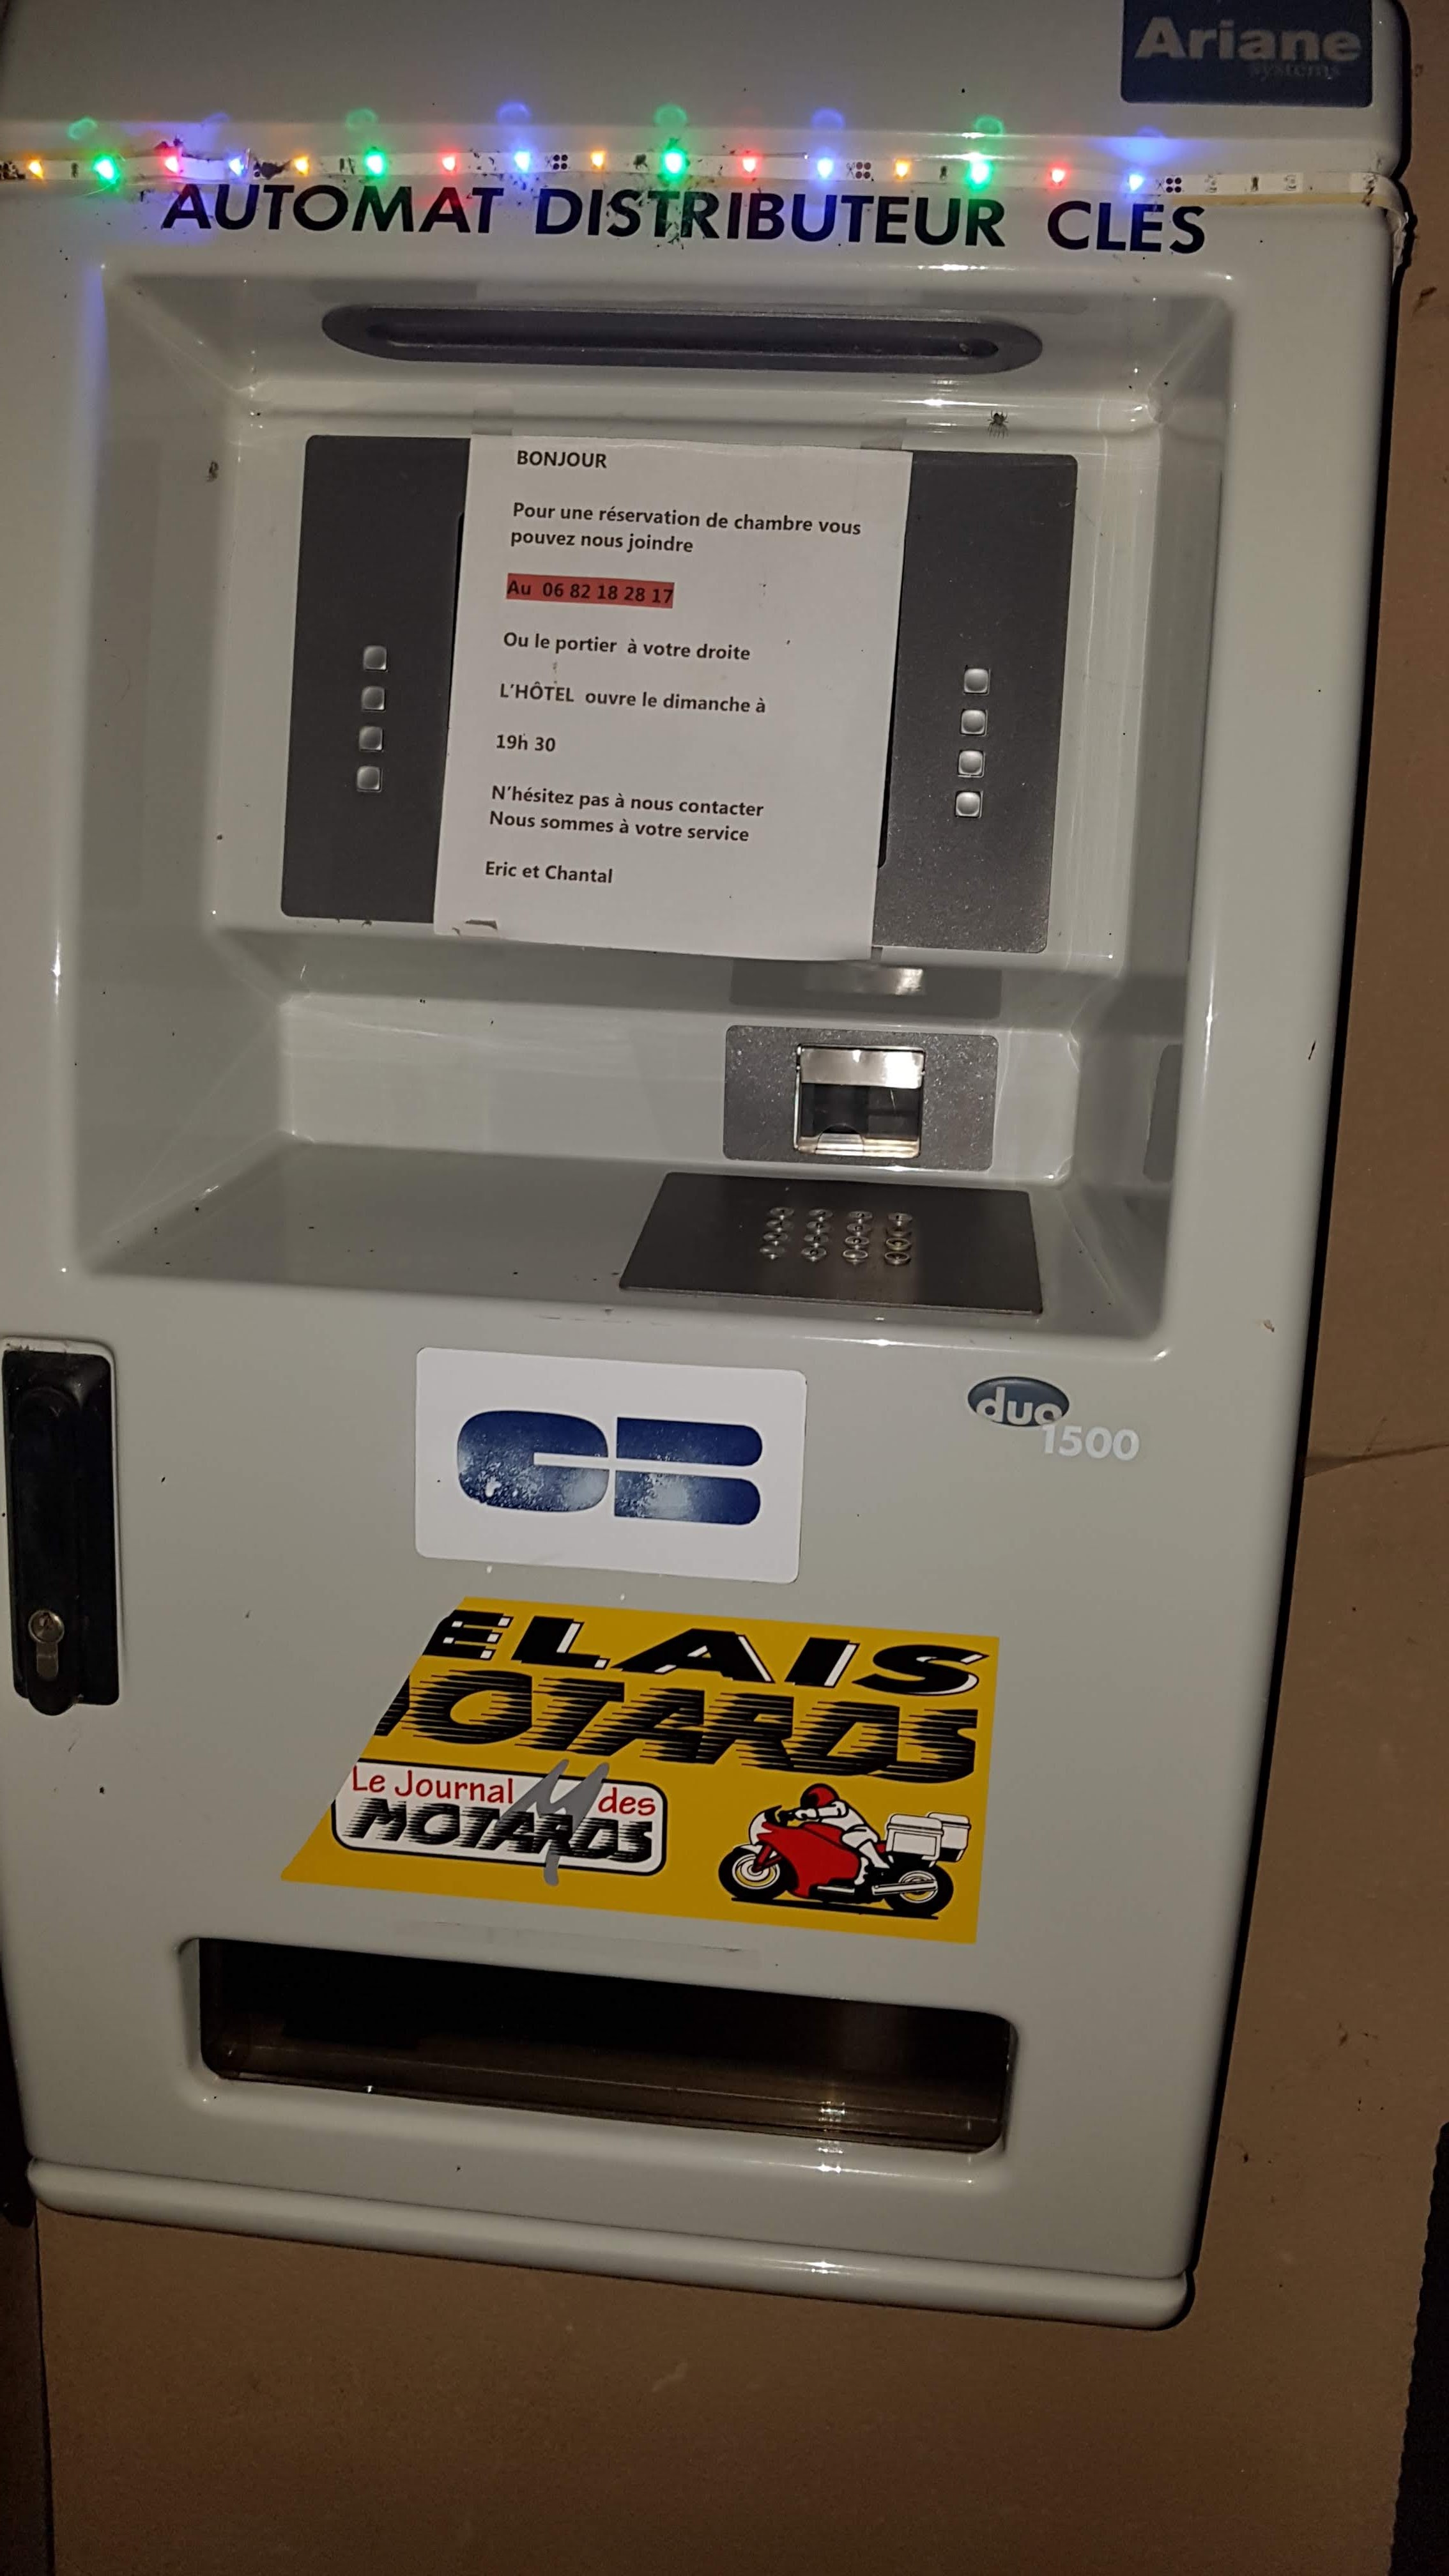 Ariane
systems
AUTOMAT DISTRIBUTEUR CLES
BONJOUR
Pour une réservation de chambre vous
pouvez nous joindre
Au 06 82 18 28 17
Ou le portier à votre droite
L'HÔTEL ouvre le dimanche à
19h 30
N'hésitez pas à nous contacter
Nous sommes à votre service
Eric et Chantal
CB
duo
1500
ELAIS
MOTARDS
Le Journal des
MOTARDS